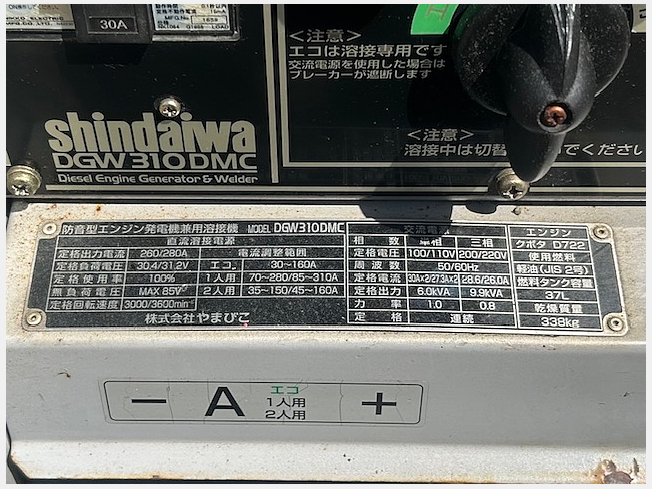 30A
MFG.No. 1658
<注意>
エコは溶接専用です
交流電源を使用した場合は
ブレーカーが遮断します
shindaiwa
DGW310DMC
Diesel Engine Generator & Welder
<注意>
溶接中は切替 でください
防音型エンジン発電機兼用溶接機 MODEL DGW310DMC
直流溶接電源
定格出力電流 260/280A 電流調整範囲
定格負荷電圧 30.4/31.2V エコ 30~160A
定格使用率 100% 1人用 70~280/85~310A
無負荷電圧 MAX 85V 2人用 35~150/45~160A
定格回転速度 3000/3600min⁻¹
株式会社やまびこ
交流電源
相数 単相 三相
定格電圧 100/110V 200/220V
周波数 50/60Hz
定格電流 30A×2/27.3A×2 28.6/26.0A
定格出力 6.0kVA 9.9kVA
力率 1.0 0.8
定格 連続
エンジン
クボタ D722
使用燃料
軽油(JIS 2号)
燃料タンク容量
37L
乾燥質量
338kg
− A エコ +
1人用
2人用